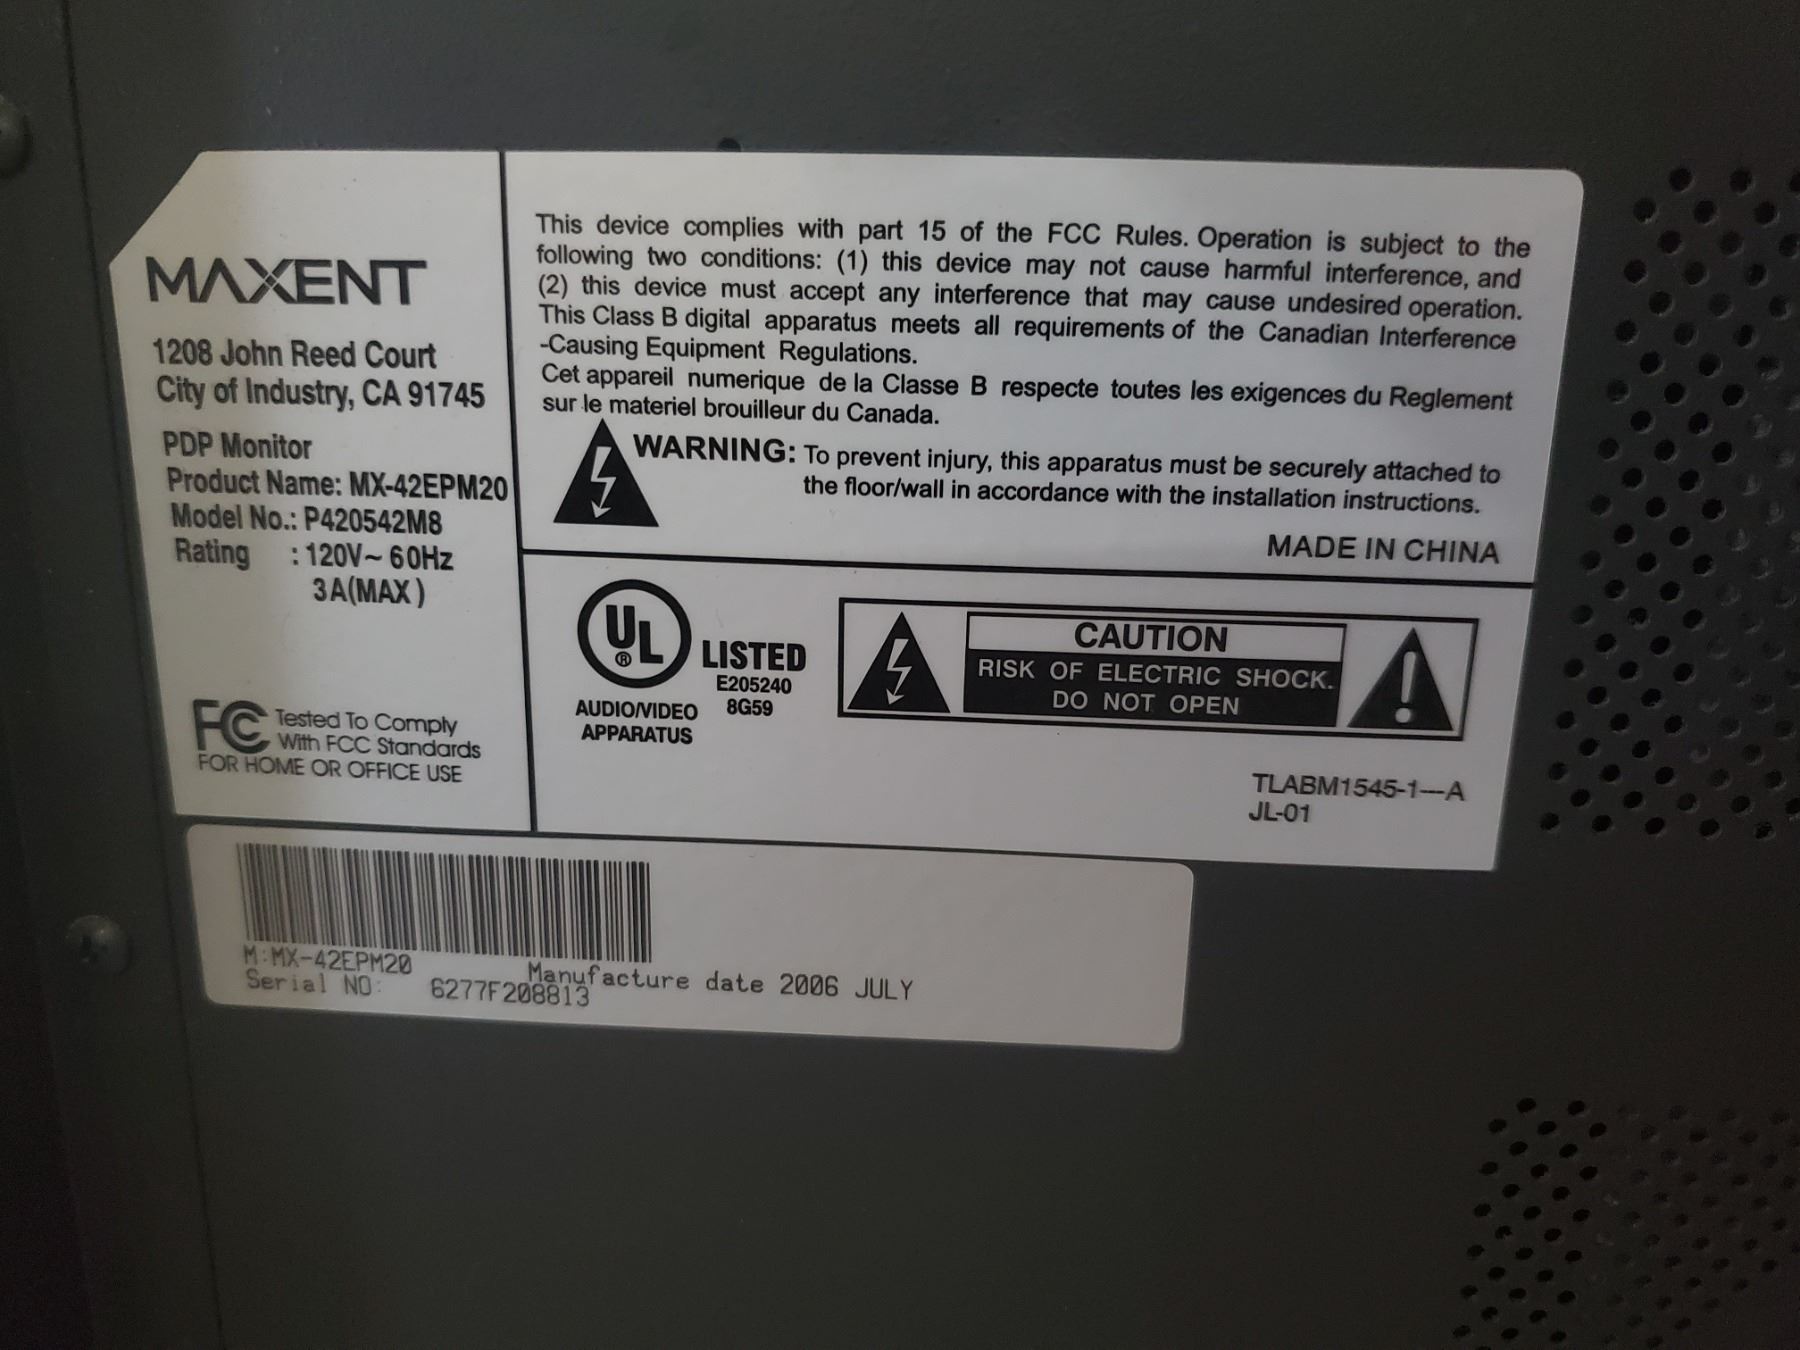 MAXENT
1208 John Reed Court
City of Industry, CA 91745
PDP Monitor
Product Name: MX-42EPM20
Model No.: P420542M8
Rating : 120V~ 60Hz
3A(MAX)
FC Tested To Comply
With FCC Standards
FOR HOME OR OFFICE USE
This device complies with part 15 of the FCC Rules. Operation is subject to the
following two conditions: (1) this device may not cause harmful interference, and
(2) this device must accept any interference that may cause undesired operation.
This Class B digital apparatus meets all requirements of the Canadian Interference
-Causing Equipment Regulations.
Cet appareil numerique de la Classe B respecte toutes les exigences du Reglement
sur le materiel brouilleur du Canada.
WARNING: To prevent injury, this apparatus must be securely attached to
the floor/wall in accordance with the installation instructions.
MADE IN CHINA
UL ® LISTED
E205240
AUDIO/VIDEO 8G59
APPARATUS
CAUTION
RISK OF ELECTRIC SHOCK.
DO NOT OPEN
TLABM1545-1---A
JL-01
M:MX-42EPM20
Manufacture date 2006 JULY
Serial NO: 6277F208813